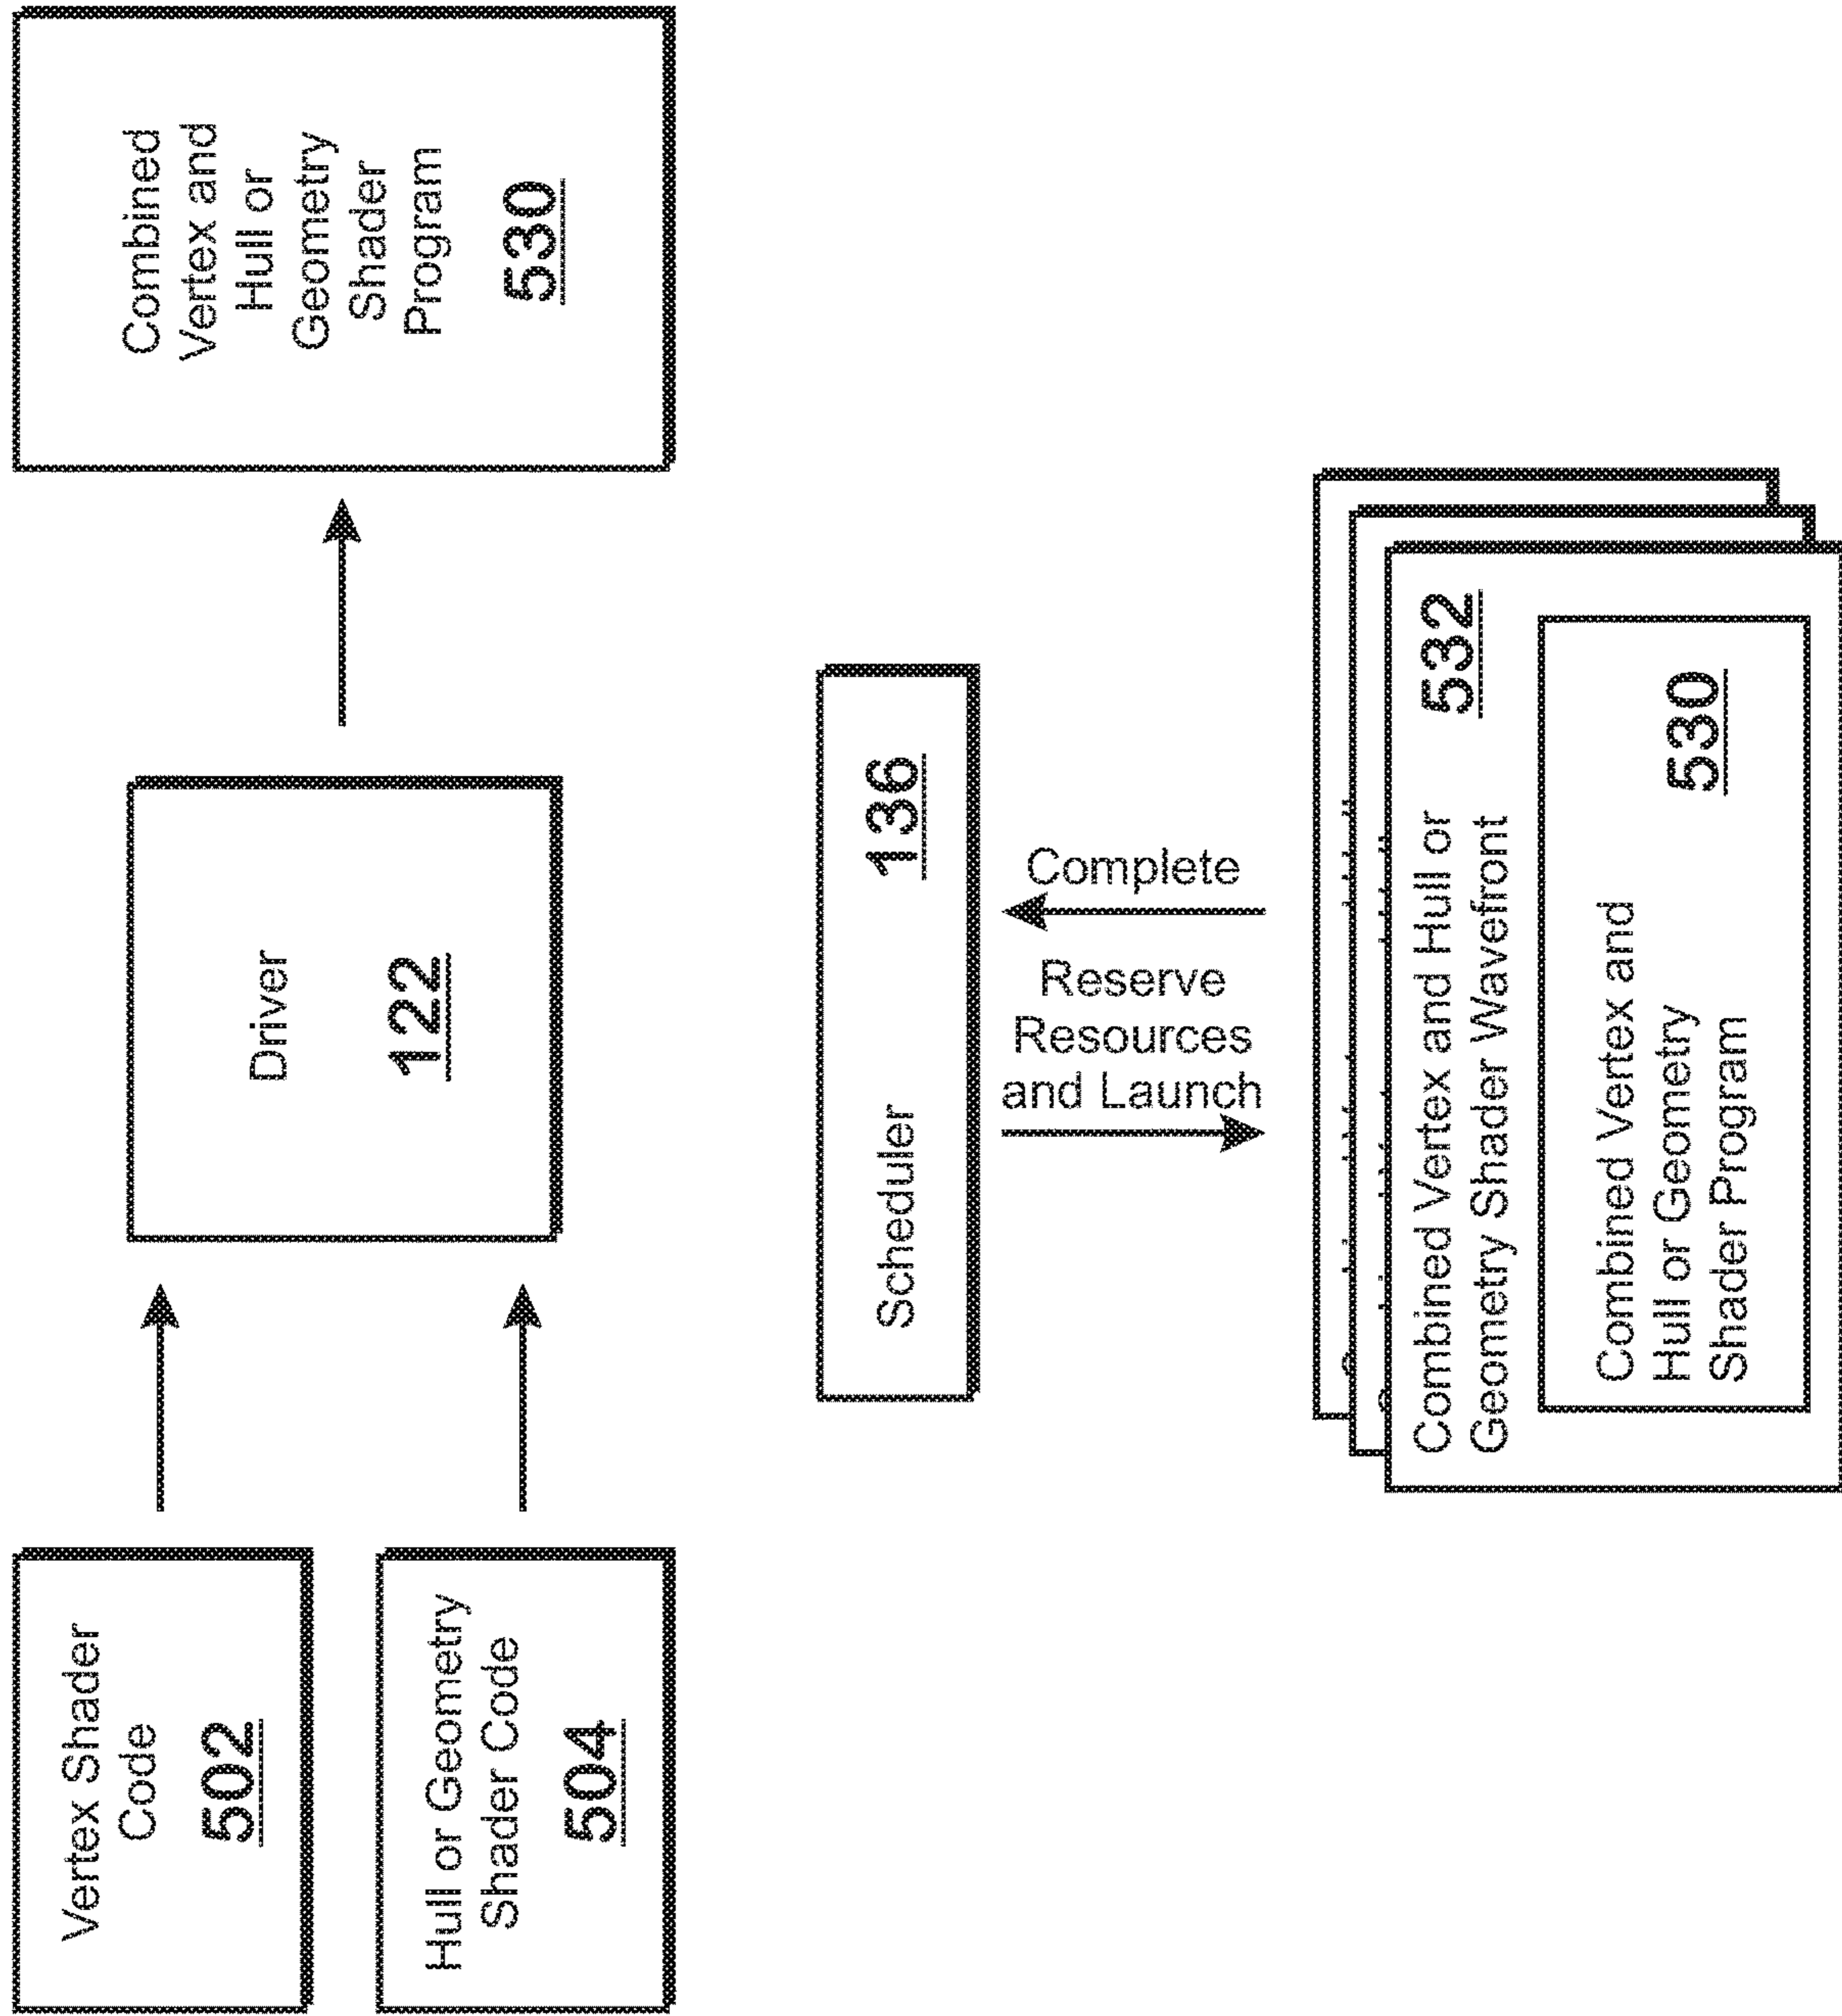 Vertex Shader
Code
502
Hull or Geometry
Shader Code
504
Driver
122
Combined
Vertex and
Hull or
Geometry
Shader
Program
530
Scheduler
136
Reserve
Resources
and Launch
Complete
Combined Vertex and Hull or
Geometry Shader Wavefront
532
Combined Vertex and
Hull or Geometry
Shader Program
530